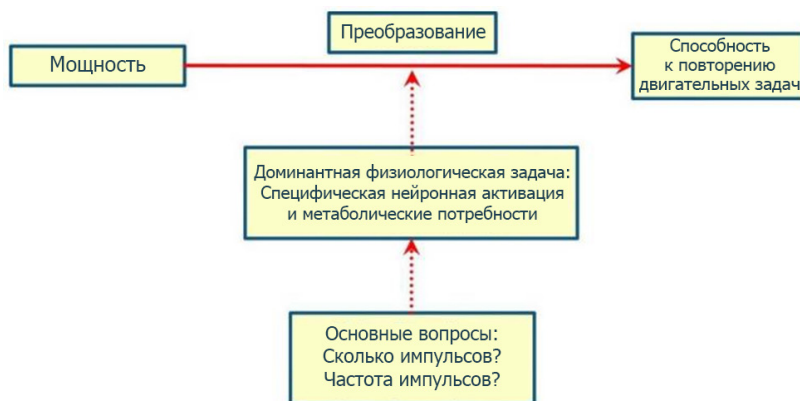 Преобразование
Мощность
Способность
к повторению
двигательных задач
Доминантная физиологическая задача:
Специфическая нейронная активация
и метаболические потребности
Основные вопросы:
Сколько импульсов?
Частота импульсов?